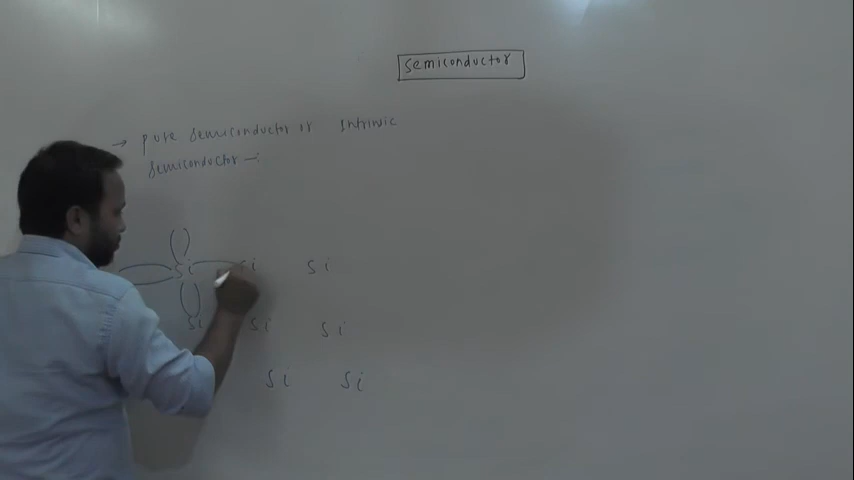 Semiconductor
→ pure semiconductor or Intrinsic
Semiconductor -:
Si Si Si
Si Si Si
Si Si